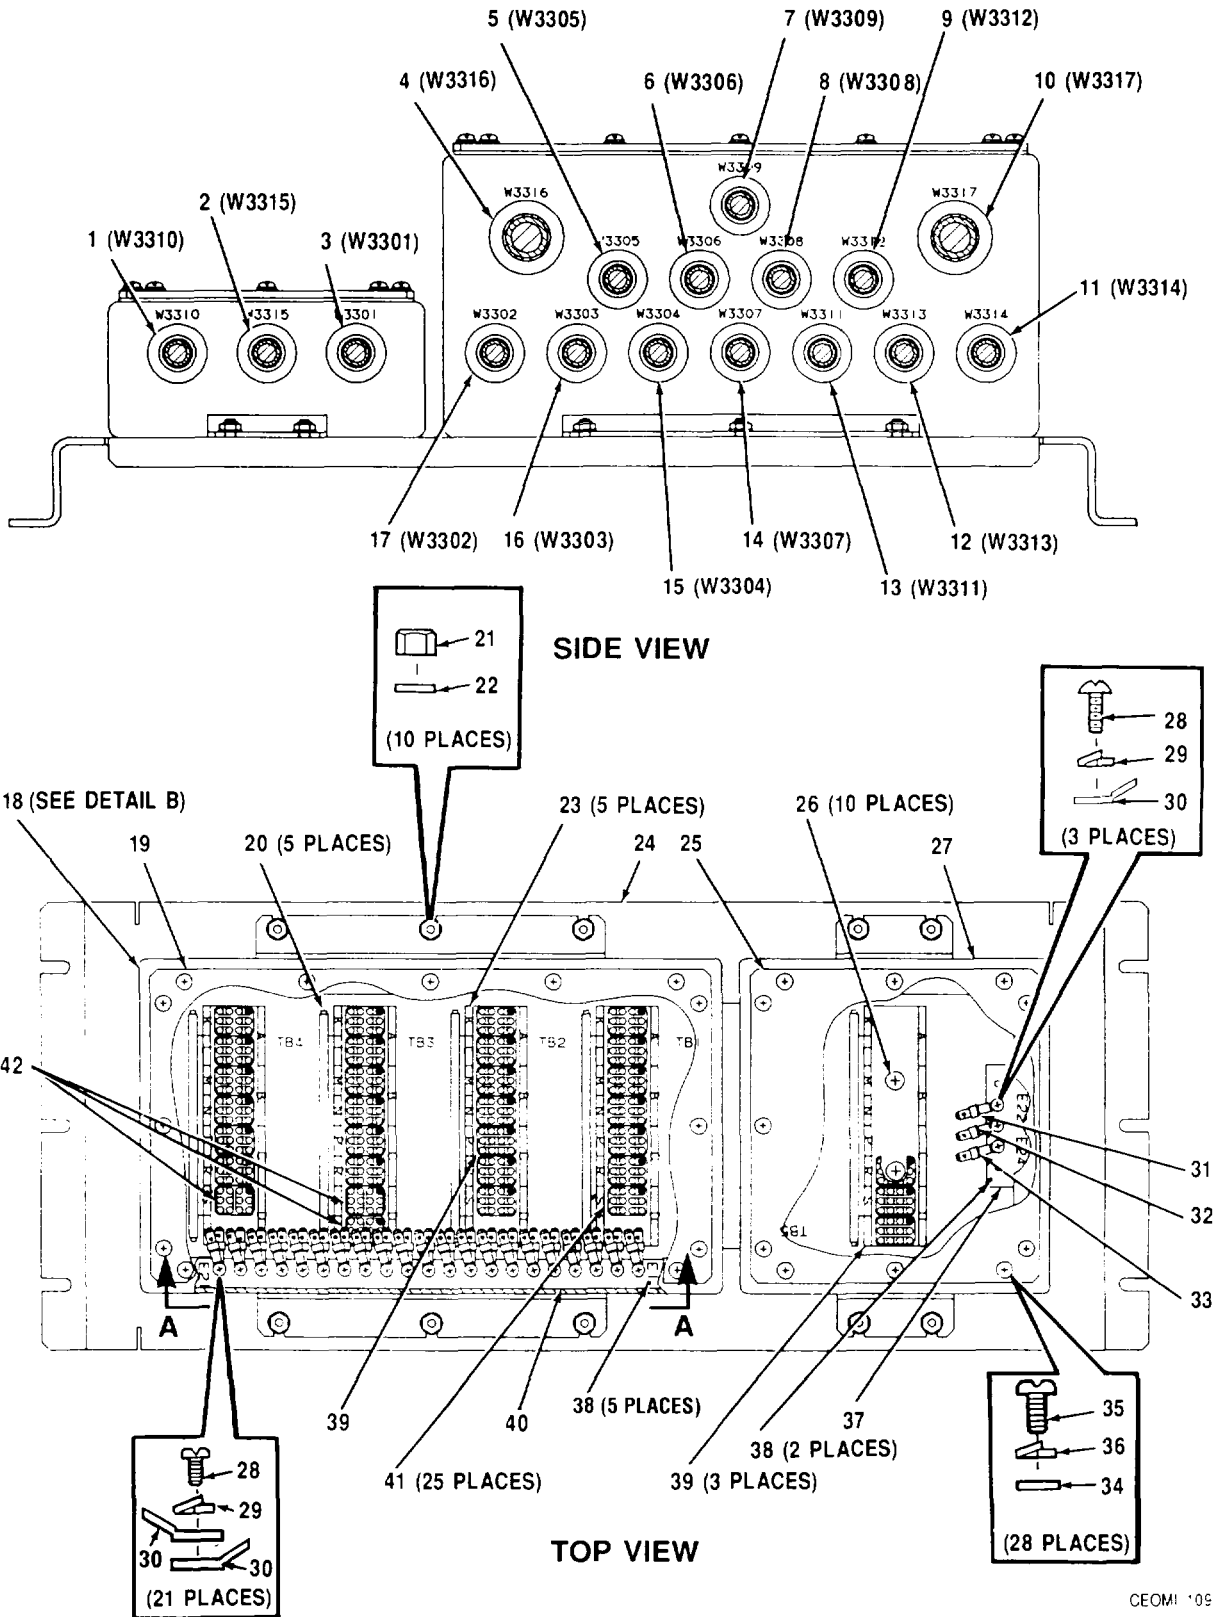 5 (W3305)
7 (W3309)
9 (W3312)
4 (W3316)
6 (W3306)
8 (W3308)
10 (W3317)
2 (W3315)
1 (W3310)
3 (W3301)
11 (W3314)
W3316
W3317
W3306
W3310
W3302
W3303
W3304
W3307
W3311
W3313
W3314
17 (W3302)
16 (W3303)
14 (W3307)
12 (W3313)
15 (W3304)
13 (W3311)
SIDE VIEW
21
22
(10 PLACES)
28
29
30
(3 PLACES)
18 (SEE DETAIL B)
19
20 (5 PLACES)
23 (5 PLACES)
24
25
26 (10 PLACES)
27
TB4
TB3
TB2
TB1
42
E22
31
32
TB5
33
A
A
39
40
38 (5 PLACES)
37
38 (2 PLACES)
41 (25 PLACES)
39 (3 PLACES)
28
29
30
30
(21 PLACES)
35
36
34
(28 PLACES)
TOP VIEW